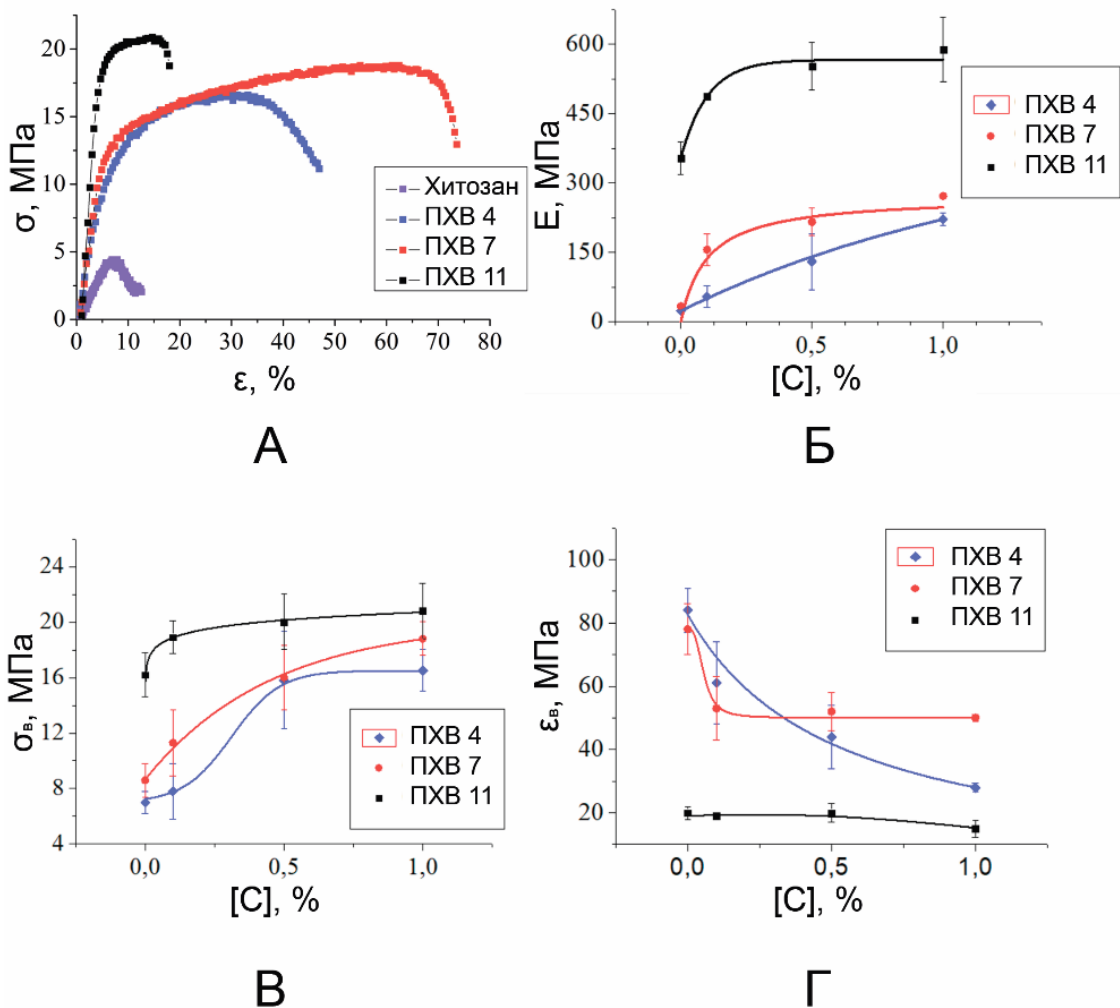 σ, МПа
20
15
10
5
0
0 10 20 30 40 50 60 70 80
ε, %
Хитозан
ПХВ 4
ПХВ 7
ПХВ 11
А
E, МПа
600
450
300
150
0
0,0 0,5 1,0
[C], %
ПХВ 4
ПХВ 7
ПХВ 11
Б
σв, МПа
24
20
16
12
8
4
0,0 0,5 1,0
[C], %
ПХВ 4
ПХВ 7
ПХВ 11
В
εв, МПа
100
80
60
40
20
0,0 0,5 1,0
[C], %
ПХВ 4
ПХВ 7
ПХВ 11
Г